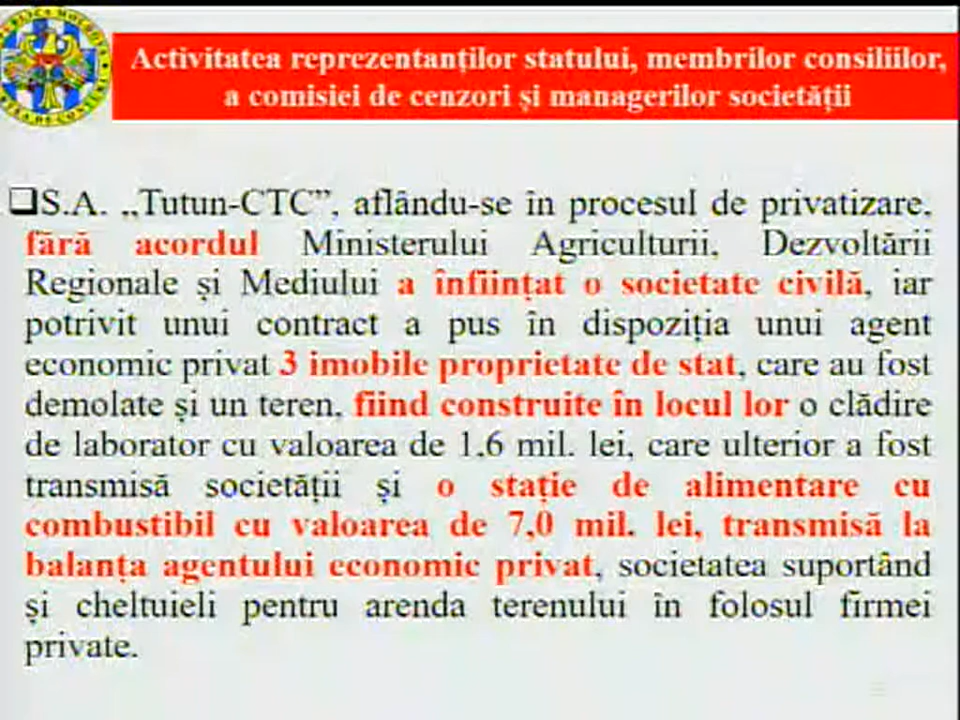 Activitatea reprezentanților statului, membrilor consiliilor,
a comisiei de cenzori și managerilor societății
❑S.A. „Tutun-CTC”, aflându-se în procesul de privatizare,
fără acordul Ministerului Agriculturii, Dezvoltării
Regionale și Mediului a înființat o societate civilă, iar
potrivit unui contract a pus în dispoziția unui agent
economic privat 3 imobile proprietate de stat, care au fost
demolate și un teren, fiind construite în locul lor o clădire
de laborator cu valoarea de 1,6 mil. lei, care ulterior a fost
transmisă societății și o stație de alimentare cu
combustibil cu valoarea de 7,0 mil. lei, transmisă la
balanța agentului economic privat, societatea suportând
și cheltuieli pentru arenda terenului în folosul firmei
private.